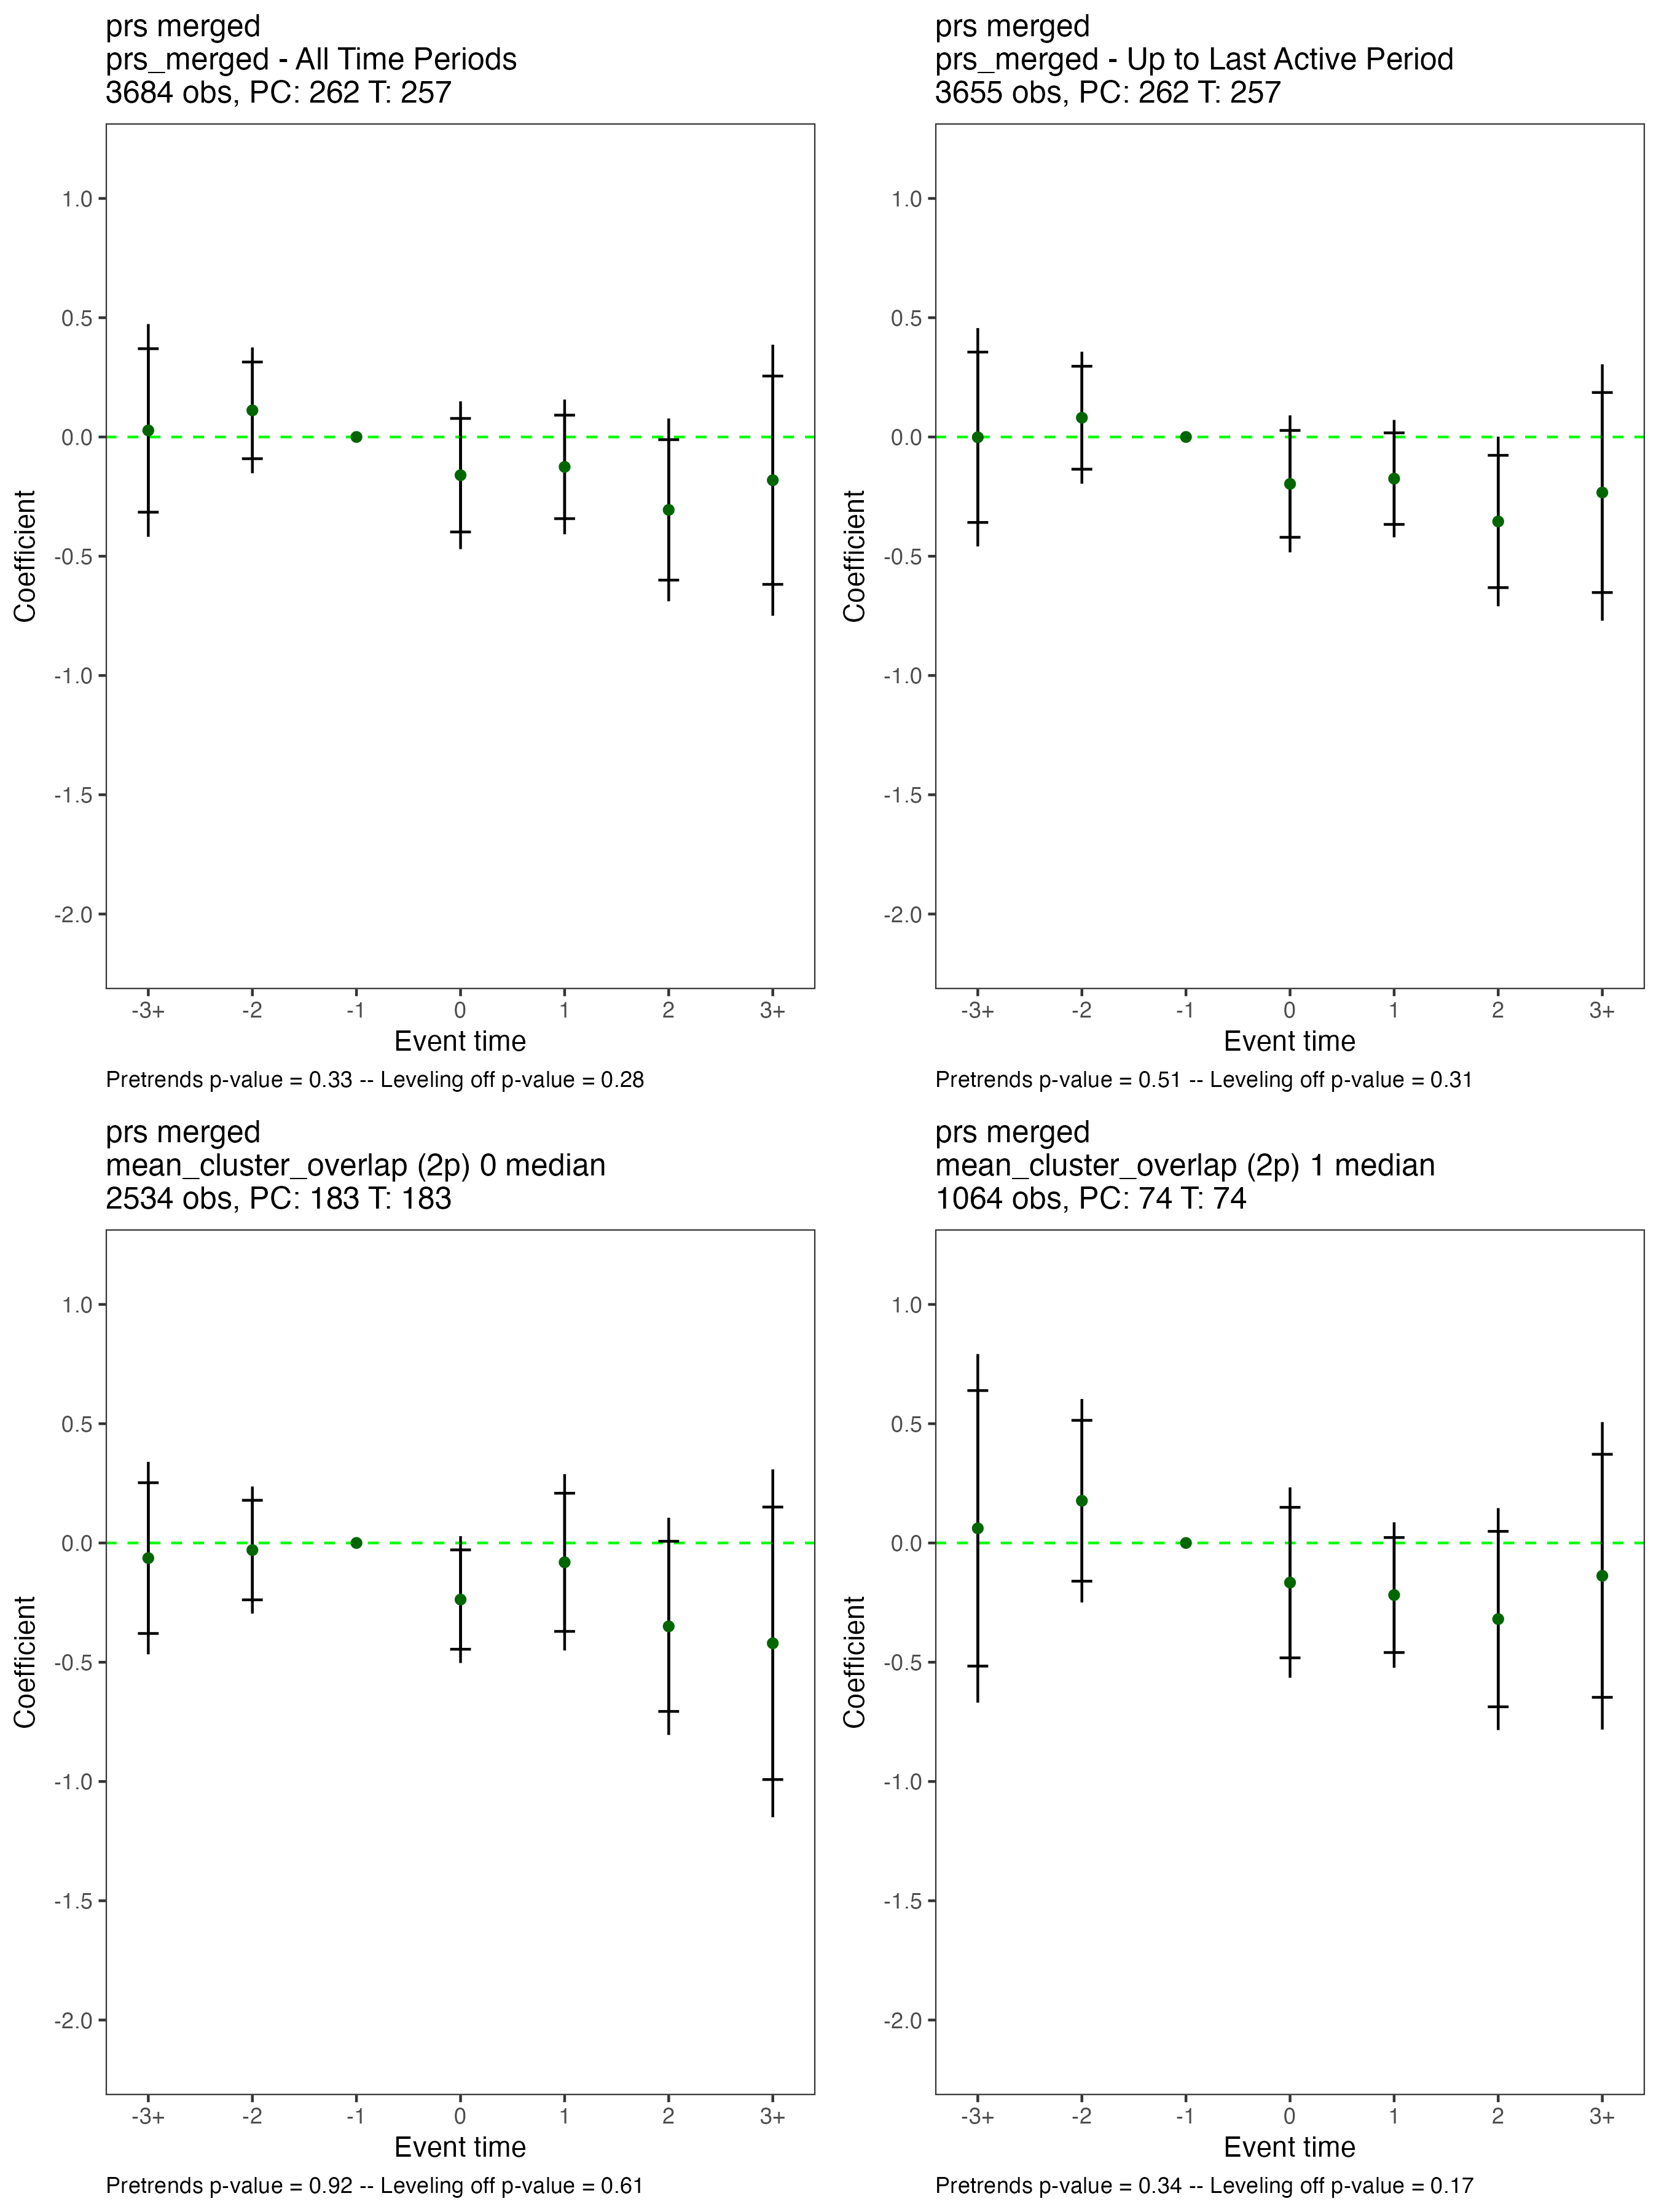 prs merged
prs_merged - All Time Periods
3684 obs, PC: 262 T: 257
1.0
0.5
0.0
-0.5
-1.0
-1.5
-2.0
Coefficient
-3+ -2 -1 0 1 2 3+
Event time
Pretrends p-value = 0.33 -- Leveling off p-value = 0.28
prs merged
prs_merged - Up to Last Active Period
3655 obs, PC: 262 T: 257
1.0
0.5
0.0
-0.5
-1.0
-1.5
-2.0
Coefficient
-3+ -2 -1 0 1 2 3+
Event time
Pretrends p-value = 0.51 -- Leveling off p-value = 0.31
prs merged
mean_cluster_overlap (2p) 0 median
2534 obs, PC: 183 T: 183
1.0
0.5
0.0
-0.5
-1.0
-1.5
-2.0
Coefficient
-3+ -2 -1 0 1 2 3+
Event time
Pretrends p-value = 0.92 -- Leveling off p-value = 0.61
prs merged
mean_cluster_overlap (2p) 1 median
1064 obs, PC: 74 T: 74
1.0
0.5
0.0
-0.5
-1.0
-1.5
-2.0
Coefficient
-3+ -2 -1 0 1 2 3+
Event time
Pretrends p-value = 0.34 -- Leveling off p-value = 0.17